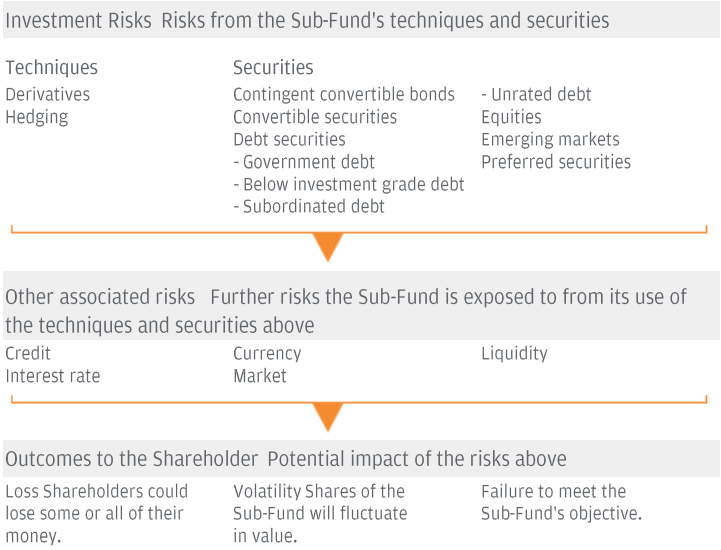 Investment Risks Risks from the Sub-Fund's techniques and securities
Techniques
Derivatives
Hedging
Securities
Contingent convertible bonds
Convertible securities
Debt securities
- Government debt
- Below investment grade debt
- Subordinated debt
- Unrated debt
Equities
Emerging markets
Preferred securities
Other associated risks Further risks the Sub-Fund is exposed to from its use of
the techniques and securities above
Credit
Interest rate
Currency
Market
Liquidity
Outcomes to the Shareholder Potential impact of the risks above
Loss Shareholders could
lose some or all of their
money.
Volatility Shares of the
Sub-Fund will fluctuate
in value.
Failure to meet the
Sub-Fund's objective.